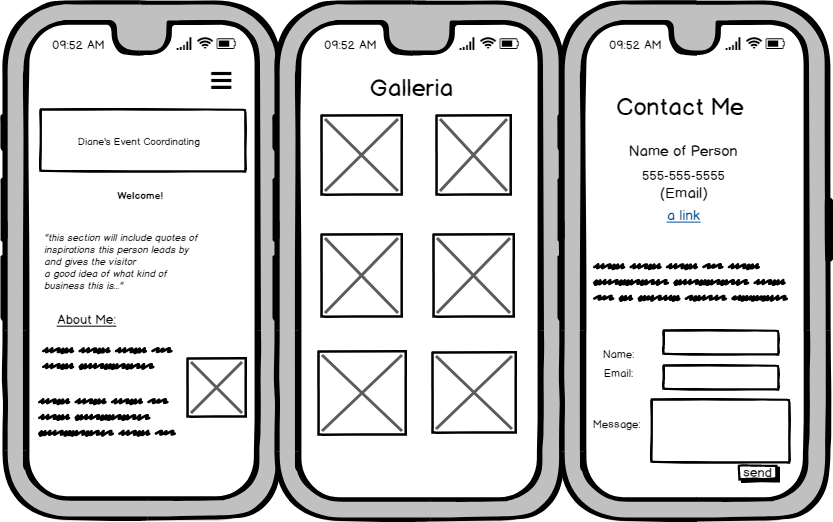 09:52 AM
Diane's Event Coordinating
Welcome!
"this section will include quotes of
inspirations this person leads by
and gives the visitor
a good idea of what kind of
business this is..."
About Me:
09:52 AM
Galleria
09:52 AM
Contact Me
Name of Person
555-555-5555
(Email)
a link
Name:
Email:
Message:
send